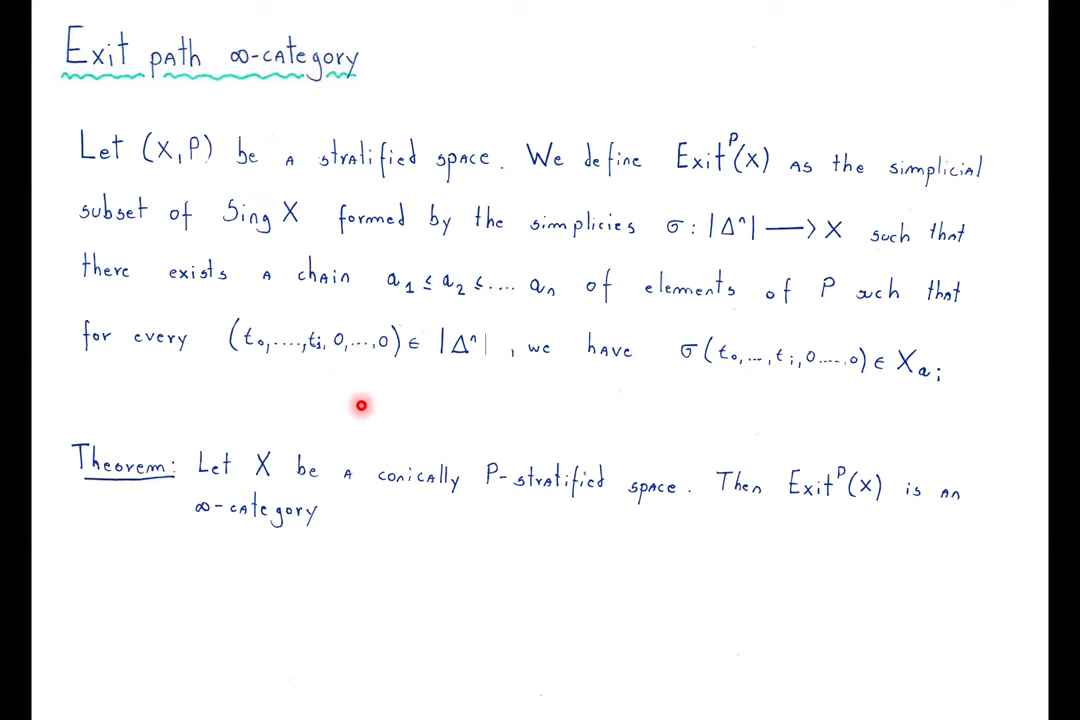 Exit path ∞-category
Let (X,P) be a stratified space. We define Exit^P(X) as the simplicial
subset of Sing X formed by the simplicies σ : |Δ^n| ⟶ X such that
there exists a chain a_1 ≤ a_2 ≤ .... a_n of elements of P such that
for every (t_0,....,t_i, 0,...,0) ∈ |Δ^n| , we have σ(t_0,...,t_i,0....,0) ∈ X_{a_i}
Theorem: Let X be a conically P-stratified space. Then Exit^P(X) is an
∞-category